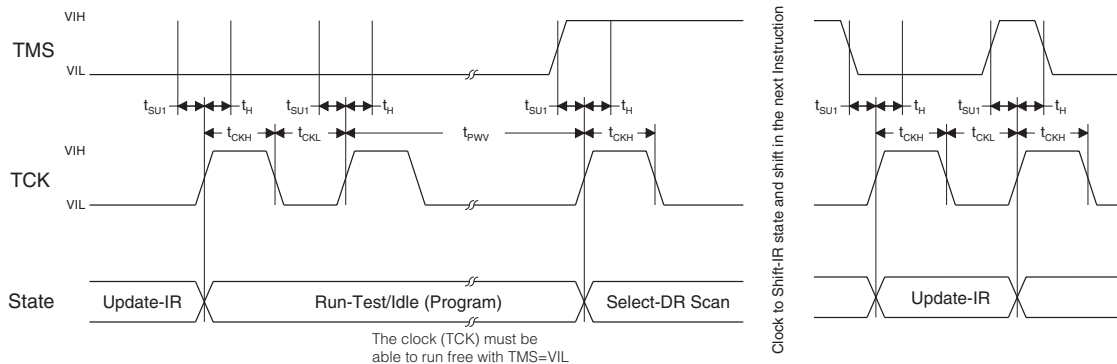 VIH
TMS
VIL
tSU1 tH tSU1 tH tSU1 tH tSU1 tH tSU1 tH
tCKH tCKL tPWV tCKH tCKH tCKL tCKH
VIH
TCK
VIL
State
Update-IR Run-Test/Idle (Program) Select-DR Scan Update-IR
The clock (TCK) must be
able to run free with TMS=VIL
Clock to Shift-IR state and shift in the next Instruction